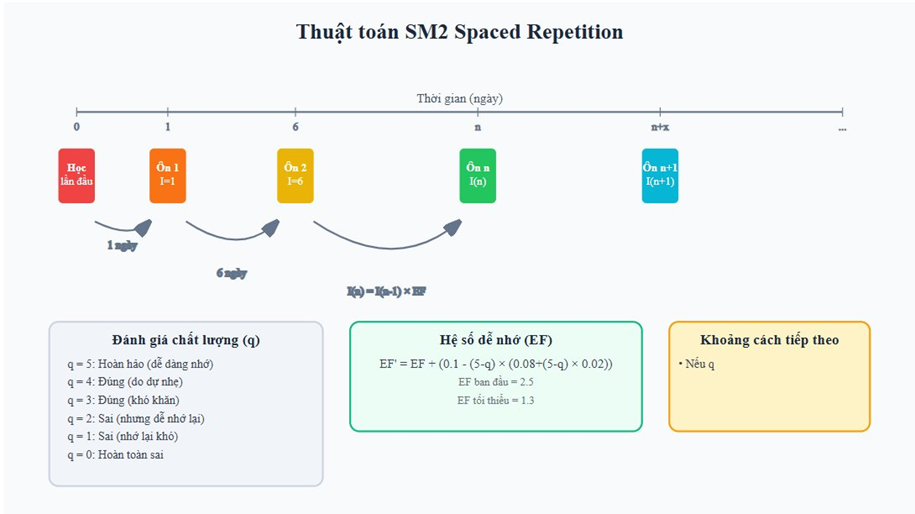 Thuật toán SM2 Spaced Repetition
Thời gian (ngày)
0 1 6 n n+x ...
Học
lần đầu
Ôn 1
I=1
Ôn 2
I=6
Ôn n
I(n)
Ôn n+1
I(n+1)
1 ngày
6 ngày
I(n) = I(n-1) × EF
Đánh giá chất lượng (q)
q = 5: Hoàn hảo (dễ dàng nhớ)
q = 4: Đúng (do dự nhẹ)
q = 3: Đúng (khó khăn)
q = 2: Sai (nhưng dễ nhớ lại)
q = 1: Sai (nhớ lại khó)
q = 0: Hoàn toàn sai
Hệ số dễ nhớ (EF)
EF' = EF + (0.1 - (5-q) × (0.08+(5-q) × 0.02))
EF ban đầu = 2.5
EF tối thiểu = 1.3
Khoảng cách tiếp theo
• Nếu q